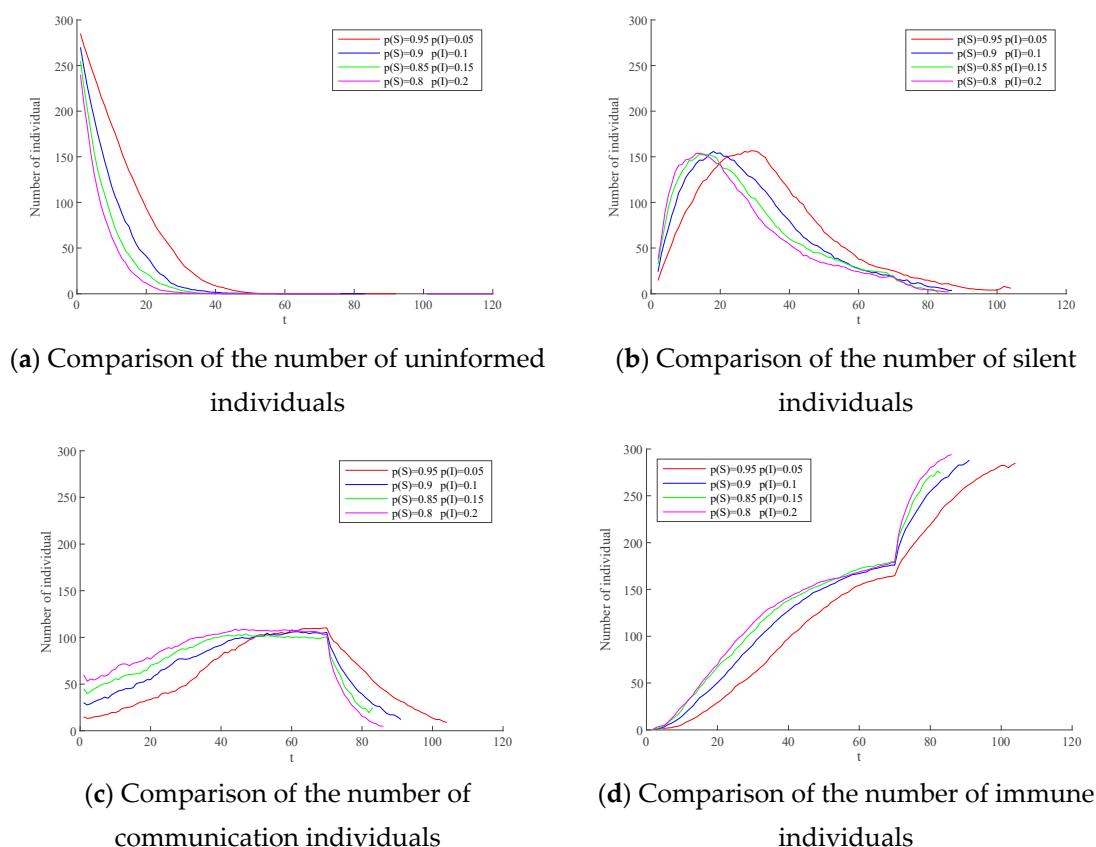 300
250
200
150
100
50
0
Number of individual
p(S)=0.95 p(I)=0.05
p(S)=0.9 p(I)=0.1
p(S)=0.85 p(I)=0.15
p(S)=0.8 p(I)=0.2
0 20 40 60 80 100 120
t
(a) Comparison of the number of uninformed
individuals
300
250
200
150
100
50
0
Number of individual
p(S)=0.95 p(I)=0.05
p(S)=0.9 p(I)=0.1
p(S)=0.85 p(I)=0.15
p(S)=0.8 p(I)=0.2
0 20 40 60 80 100 120
t
(b) Comparison of the number of silent
individuals
300
250
200
150
100
50
0
Number of individual
p(S)=0.95 p(I)=0.05
p(S)=0.9 p(I)=0.1
p(S)=0.85 p(I)=0.15
p(S)=0.8 p(I)=0.2
0 20 40 60 80 100 120
t
(c) Comparison of the number of
communication individuals
300
250
200
150
100
50
0
Number of individual
p(S)=0.95 p(I)=0.05
p(S)=0.9 p(I)=0.1
p(S)=0.85 p(I)=0.15
p(S)=0.8 p(I)=0.2
0 20 40 60 80 100 120
t
(d) Comparison of the number of immune
individuals